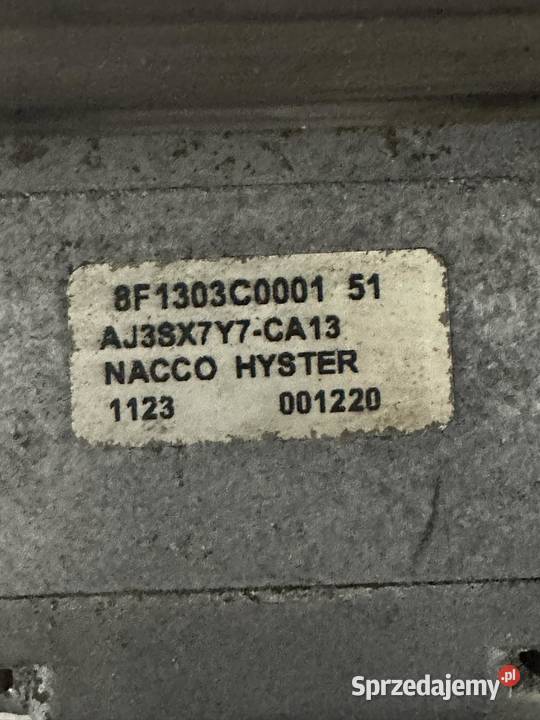 8F1303C0001 51
AJ3SX7Y7-CA13
NACCO HYSTER
1123 001220
Sprzedajemy.pl